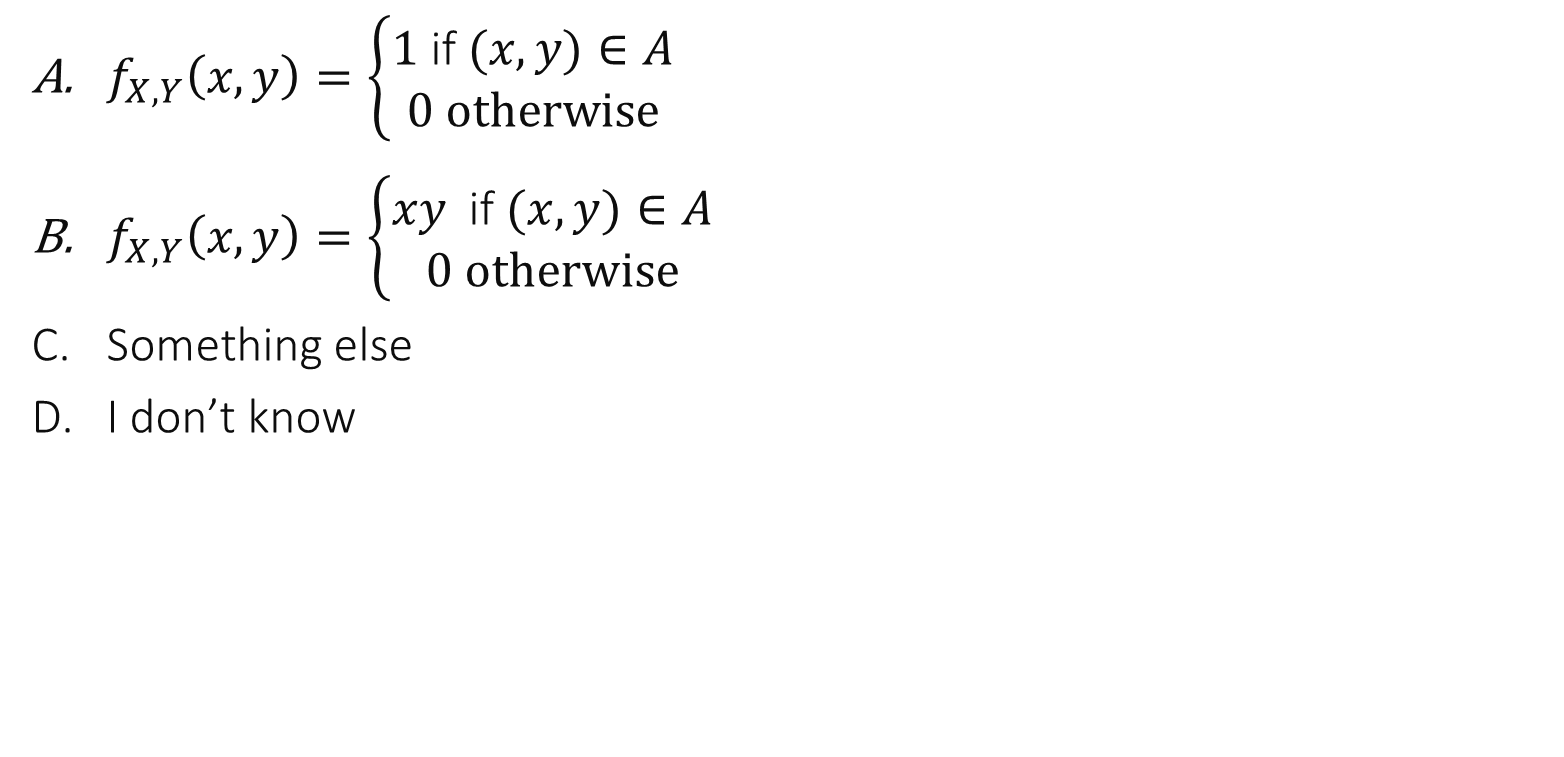 A. f_{X,Y}(x, y) = {1 if (x, y) ∈ A
0 otherwise
B. f_{X,Y}(x, y) = {xy if (x, y) ∈ A
0 otherwise
C. Something else
D. I don’t know